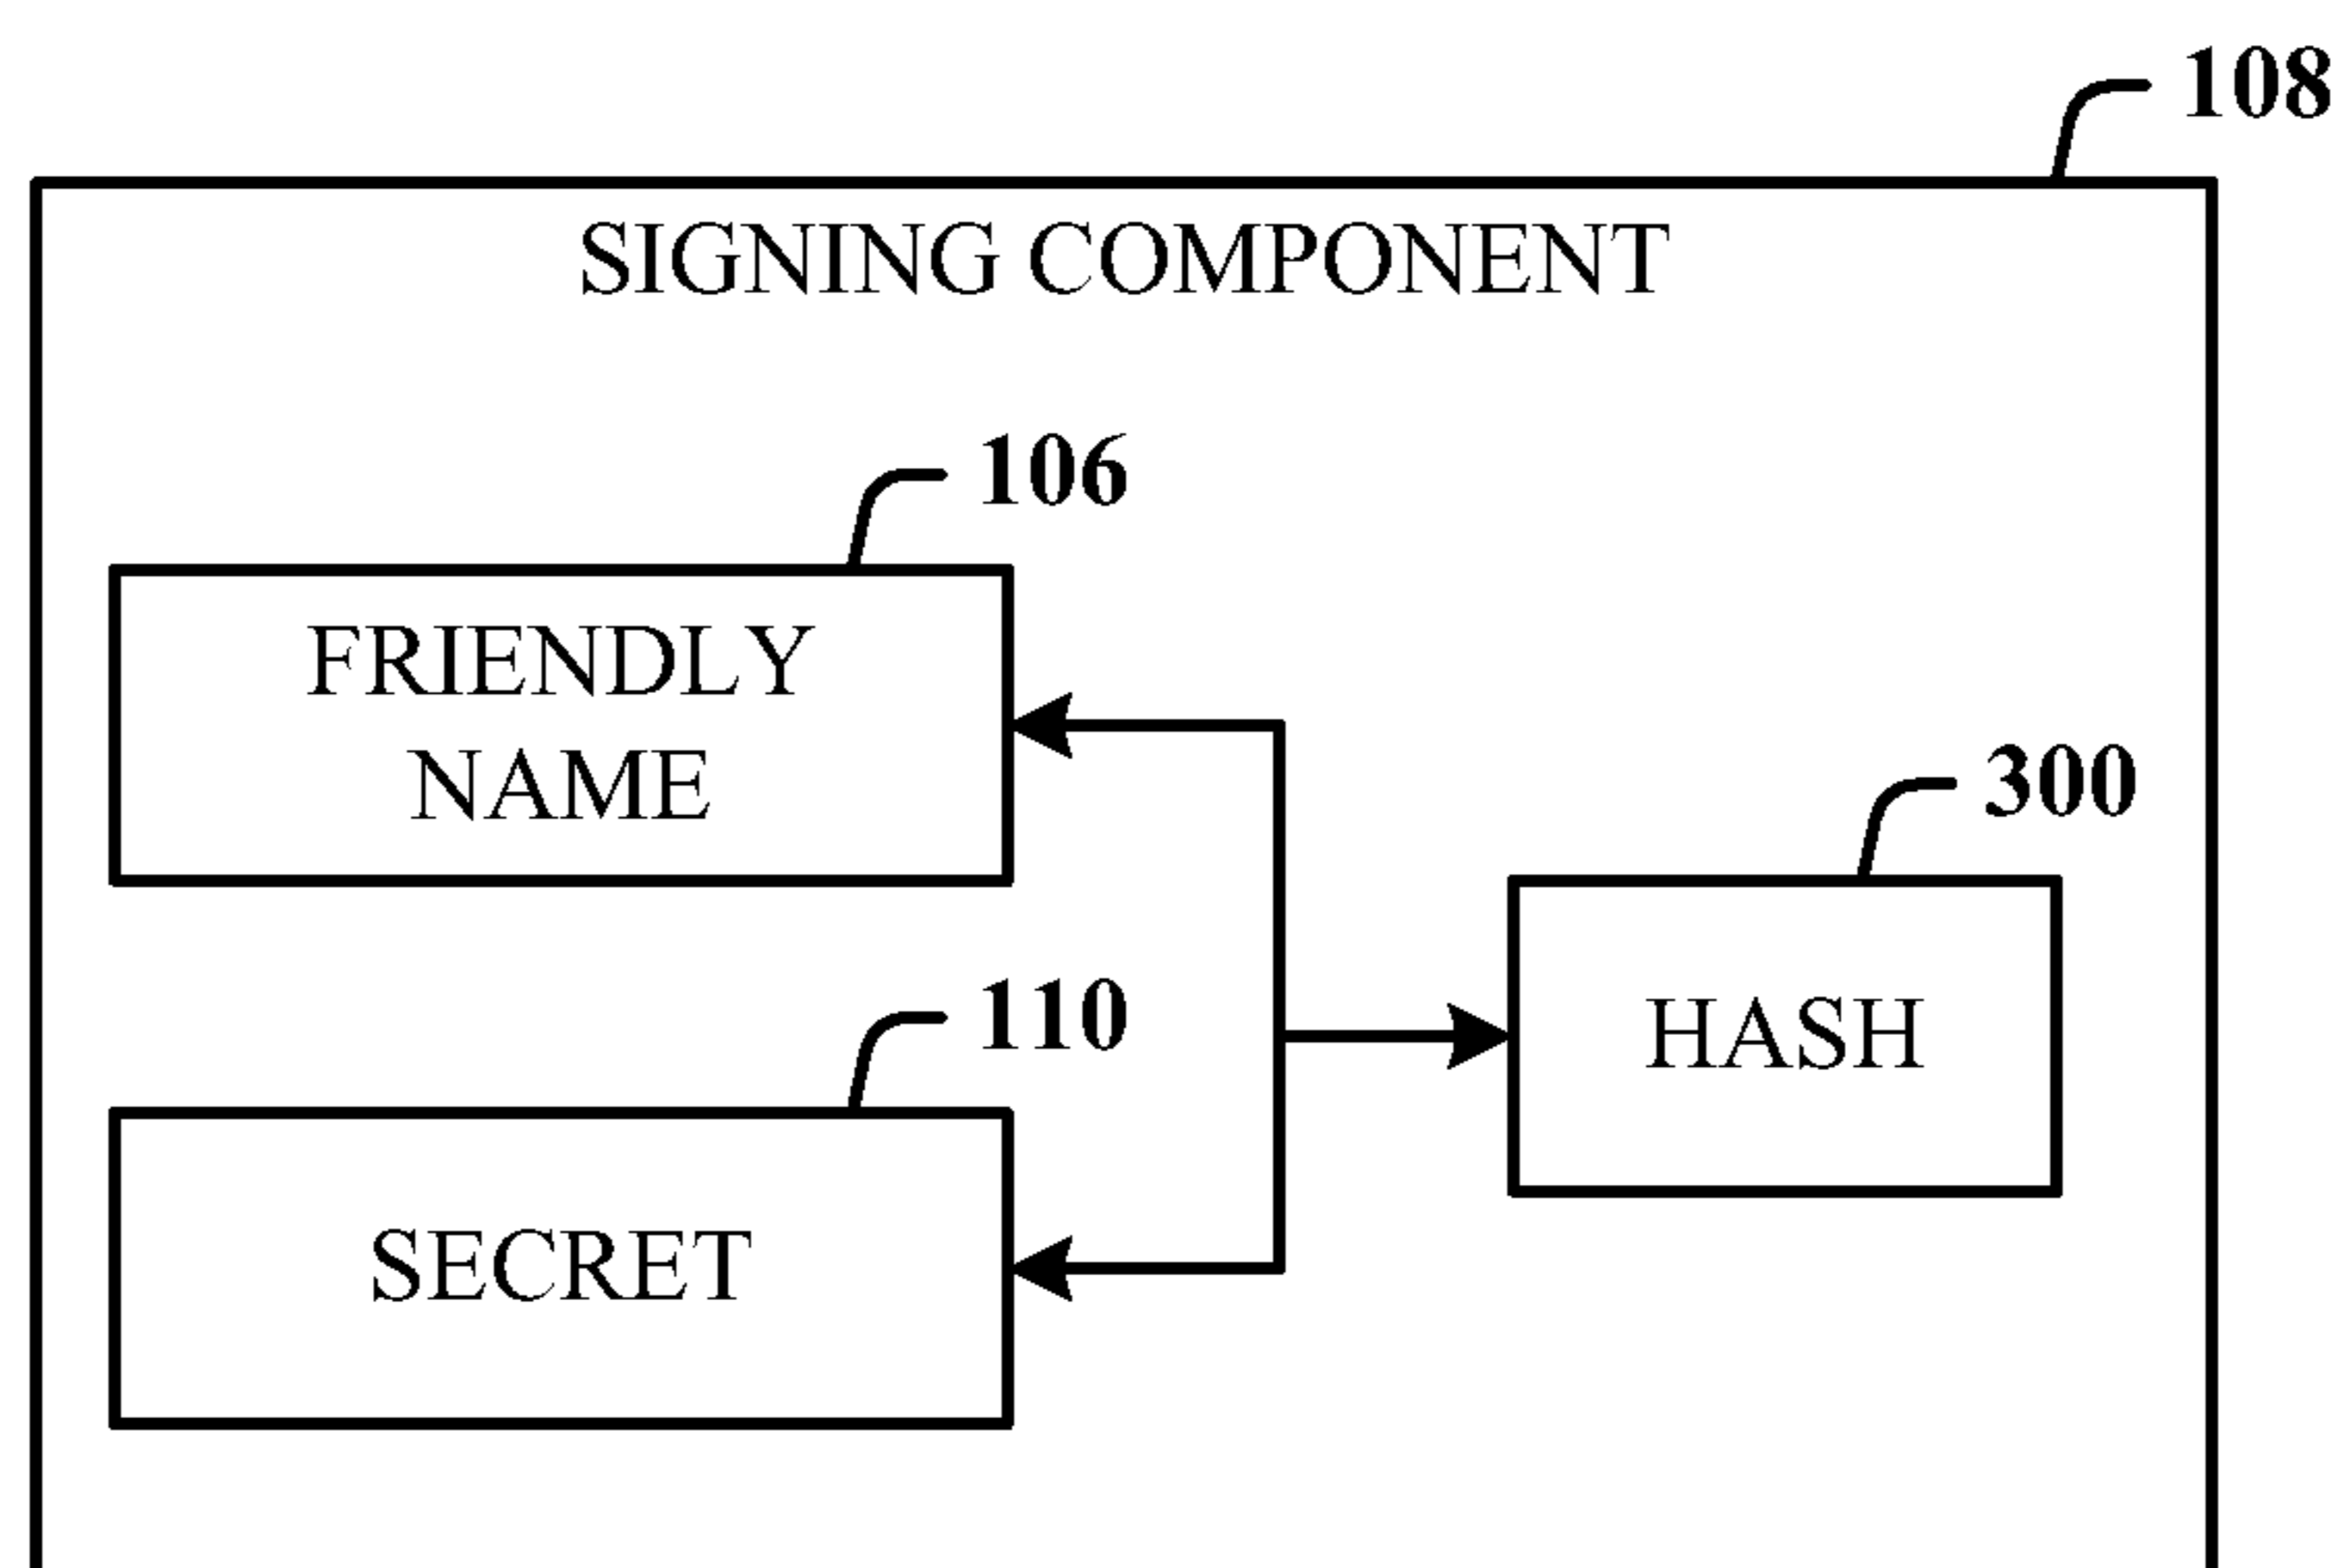 108
SIGNING COMPONENT
106
FRIENDLY
NAME
300
HASH
110
SECRET